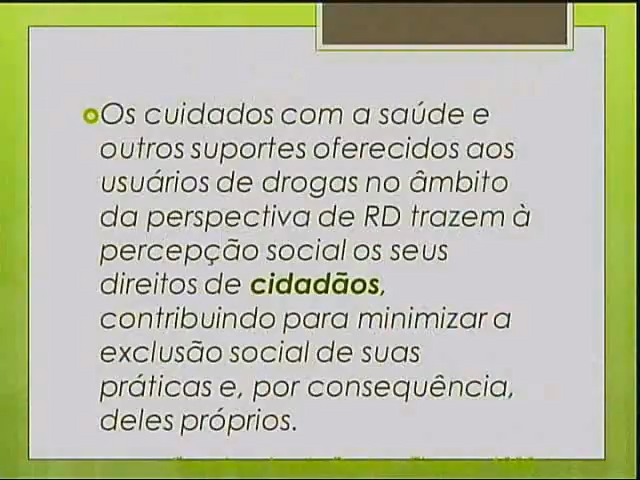 Os cuidados com a saúde e
outros suportes oferecidos aos
usuários de drogas no âmbito
da perspectiva de RD trazem à
percepção social os seus
direitos de cidadãos,
contribuindo para minimizar a
exclusão social de suas
práticas e, por consequência,
deles próprios.